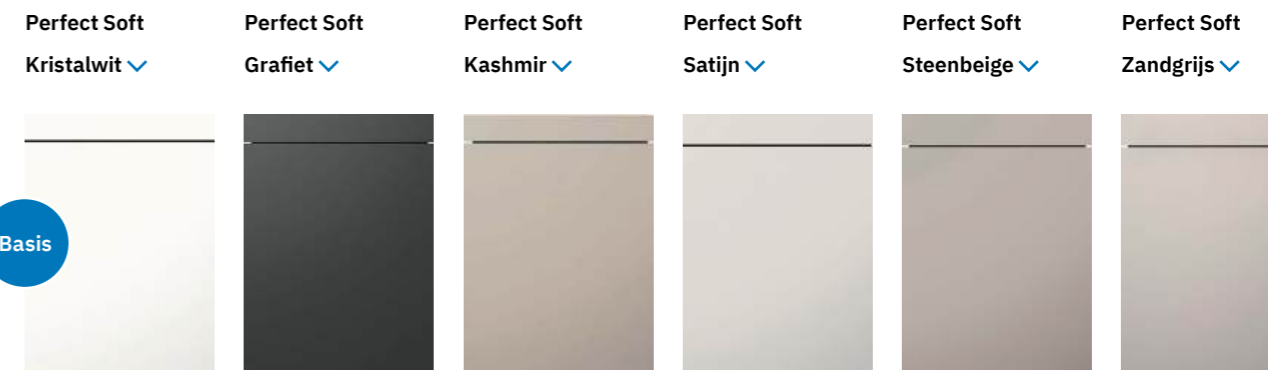 Perfect Soft
Kristalwit
Perfect Soft
Grafiet
Perfect Soft
Kashmir
Perfect Soft
Satijn
Perfect Soft
Steenbeige
Perfect Soft
Zandgrijs
Basis